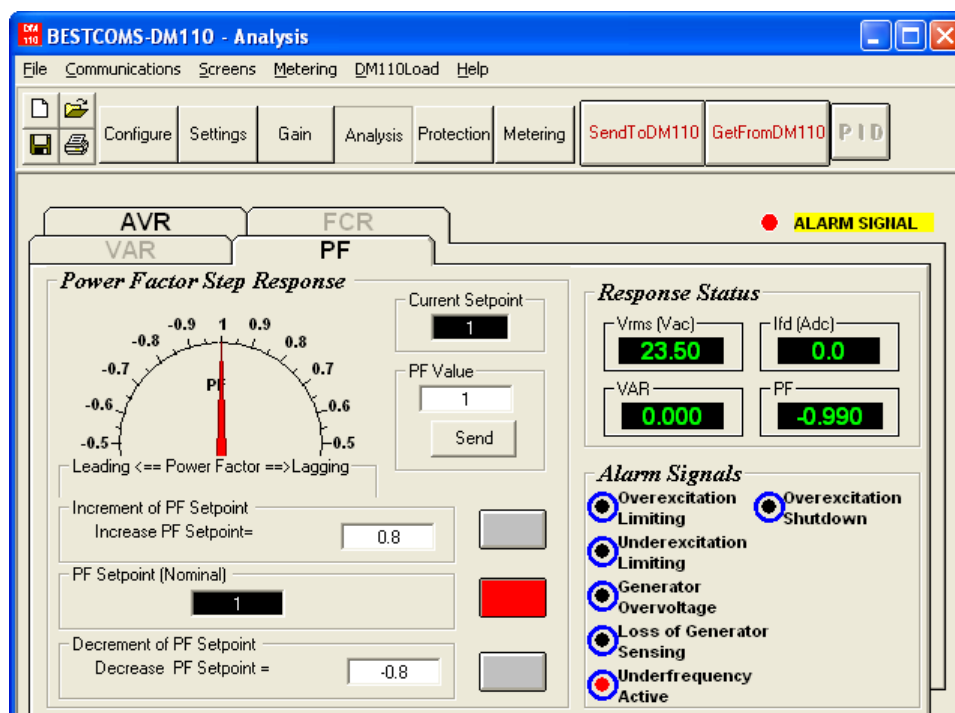 DM 110
BESTCOMS-DM110 - Analysis
File Communications Screens Metering DM110Load Help
Configure Settings Gain Analysis Protection Metering SendToDM110 GetFromDM110 PID
AVR FCR
ALARM SIGNAL
VAR PF
Power Factor Step Response
-0.9 1 0.9
-0.8 0.8
-0.7 0.7
-0.6 0.6
-0.5 0.5
PF
Leading <== Power Factor ==>Lagging
Current Setpoint
1
PF Value
1
Send
Increment of PF Setpoint
Increase PF Setpoint= 0.8
PF Setpoint (Nominal)
1
Decrement of PF Setpoint
Decrease PF Setpoint = -0.8
Response Status
Vrms (Vac) Ifd (Adc)
23.50 0.0
VAR PF
0.000 -0.990
Alarm Signals
Overexcitation
Limiting
Overexcitation
Shutdown
Underexcitation
Limiting
Generator
Overvoltage
Loss of Generator
Sensing
Underfrequency
Active